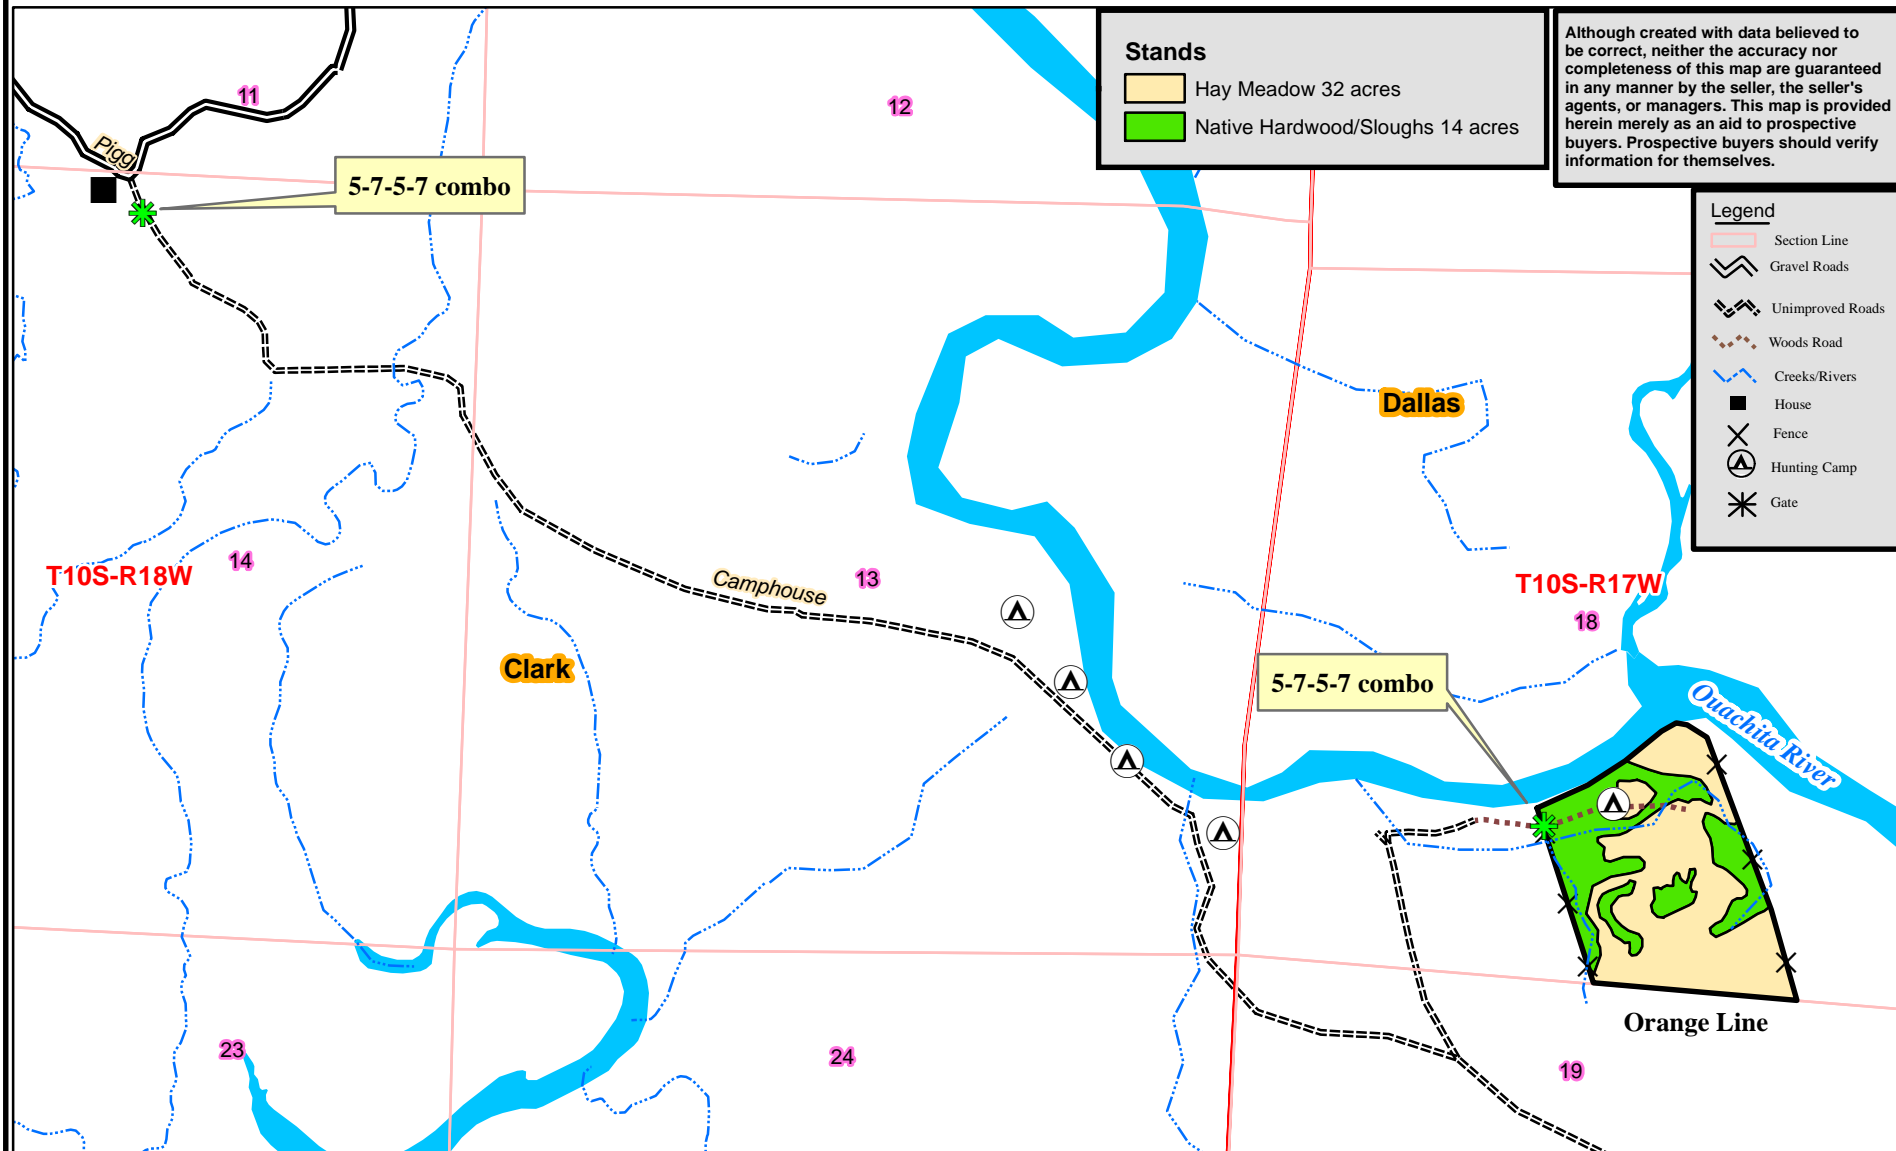 Stands
Hay Meadow 32 acres
Native Hardwood/Sloughs 14 acres
Although created with data believed to
be correct, neither the accuracy nor
completeness of this map are guaranteed
in any manner by the seller, the seller's
agents, or managers. This map is provided
herein merely as an aid to prospective
buyers. Prospective buyers should verify
information for themselves.
Legend
Section Line
Gravel Roads
Unimproved Roads
Woods Road
Creeks/Rivers
House
Fence
Hunting Camp
Gate
11
12
Pigg
5-7-5-7 combo
Dallas
T10S-R18W
14
Camphouse
13
T10S-R17W
18
Clark
5-7-5-7 combo
Ouachita River
Orange Line
23
24
19